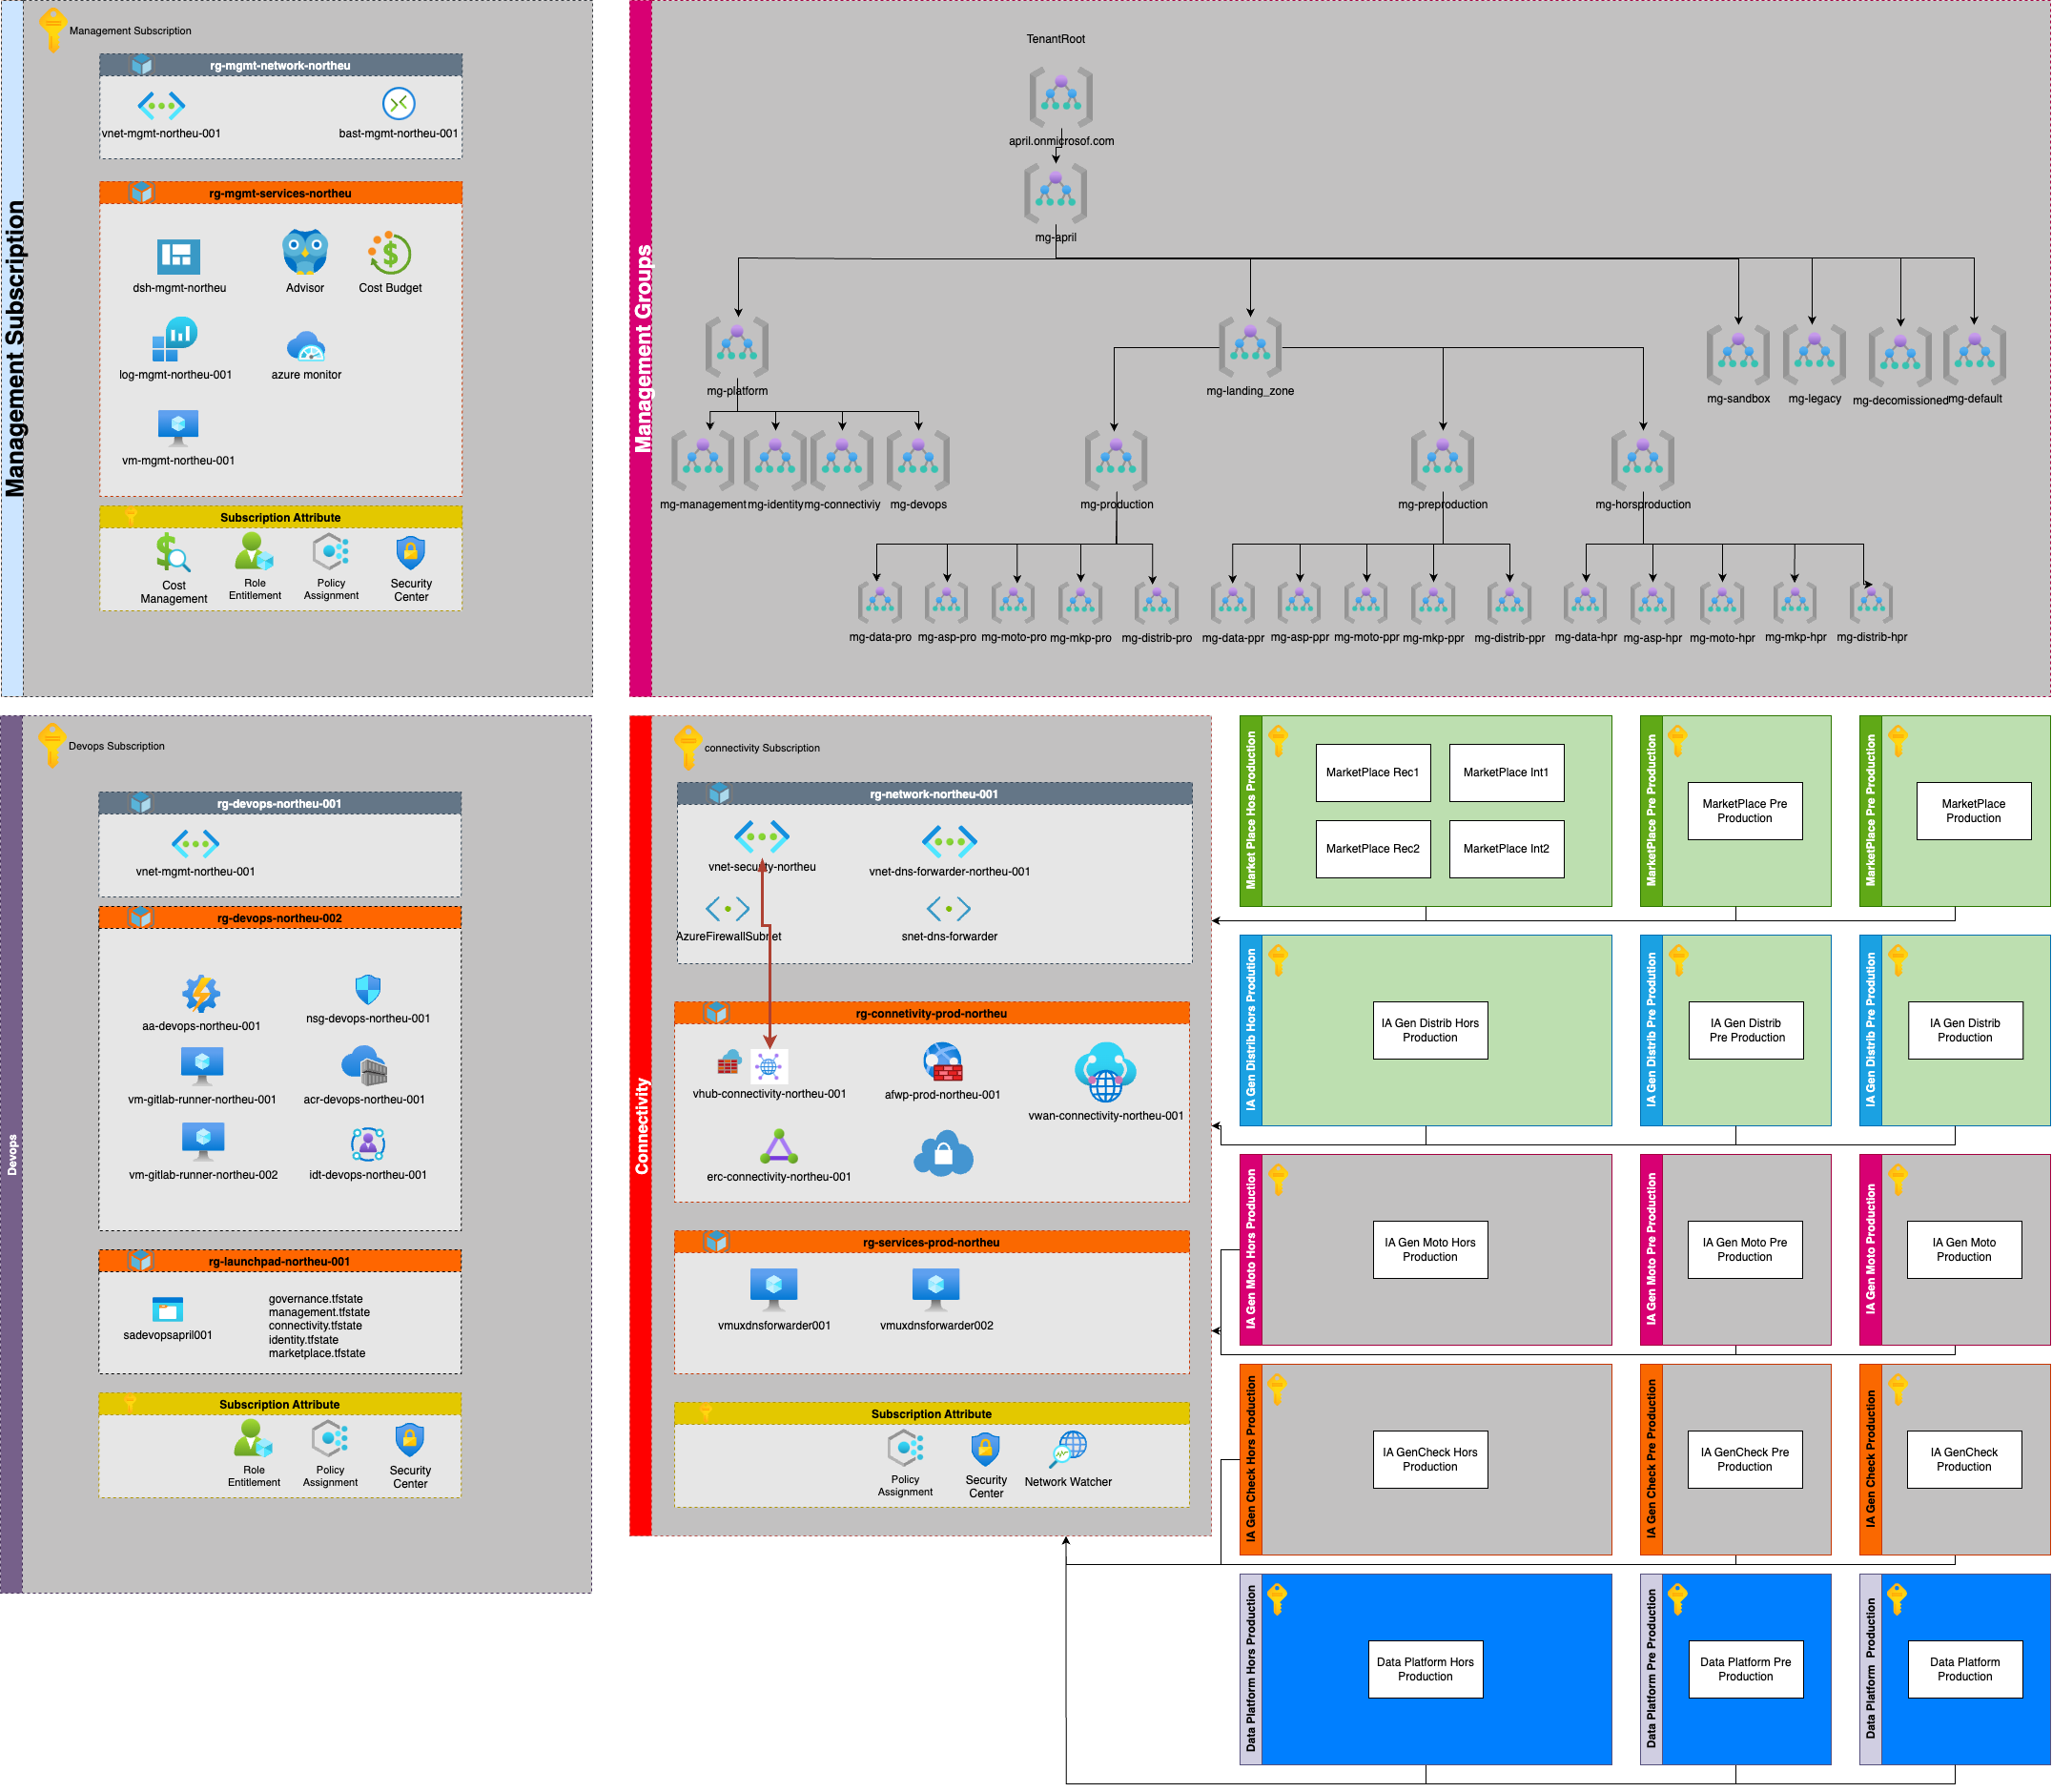 Management Subscription
Management Subscription
rg-mgmt-network-northeu
vnet-mgmt-northeu-001
bast-mgmt-northeu-001
rg-mgmt-services-northeu
dsh-mgmt-northeu
Advisor
Cost Budget
log-mgmt-northeu-001
azure monitor
vm-mgmt-northeu-001
Subscription Attribute
Cost
Management
Role
Entitlement
Policy
Assignment
Security
Center
Management Groups
TenantRoot
april.onmicrosof.com
mg-april
mg-platform
mg-landing_zone
mg-sandbox
mg-legacy
mg-decomissioned
mg-default
mg-management
mg-identity
mg-connectiviy
mg-devops
mg-production
mg-preproduction
mg-horsproduction
mg-data-pro
mg-asp-pro
mg-moto-pro
mg-mkp-pro
mg-distrib-pro
mg-data-ppr
mg-asp-ppr
mg-moto-ppr
mg-mkp-ppr
mg-distrib-ppr
mg-data-hpr
mg-asp-hpr
mg-moto-hpr
mg-mkp-hpr
mg-distrib-hpr
Devops
Devops Subscription
rg-devops-northeu-001
vnet-mgmt-northeu-001
rg-devops-northeu-002
aa-devops-northeu-001
nsg-devops-northeu-001
vm-gitlab-runner-northeu-001
acr-devops-northeu-001
vm-gitlab-runner-northeu-002
idt-devops-northeu-001
rg-launchpad-northeu-001
sadevopsapril001
governance.tfstate
management.tfstate
connectivity.tfstate
identity.tfstate
marketplace.tfstate
Subscription Attribute
Role
Entitlement
Policy
Assignment
Security
Center
Connectivity
connectivity Subscription
rg-network-northeu-001
vnet-security-northeu
vnet-dns-forwarder-northeu-001
AzureFirewallSubnet
snet-dns-forwarder
rg-connetivity-prod-northeu
vhub-connectivity-northeu-001
afwp-prod-northeu-001
vwan-connectivity-northeu-001
erc-connectivity-northeu-001
rg-services-prod-northeu
vmuxdnsforwarder001
vmuxdnsforwarder002
Subscription Attribute
Policy
Assignment
Security
Center
Network Watcher
Market Place Hos Production
MarketPlace Rec1
MarketPlace Int1
MarketPlace Rec2
MarketPlace Int2
MarketPlace Pre Production
MarketPlace Pre
Production
MarketPlace Pre Production
MarketPlace
Production
IA Gen Distrib Hors Prodution
IA Gen Distrib Hors
Production
IA Gen Distrib Pre Prodution
IA Gen Distrib
Pre Production
IA Gen Distrib Pre Prodution
IA Gen Distrib
Production
IA Gen Moto Hors Production
IA Gen Moto Hors
Production
IA Gen Moto Pre Production
IA Gen Moto Pre
Production
IA Gen Moto Production
IA Gen Moto
Production
IA Gen Check Hors Production
IA GenCheck Hors
Production
IA Gen Check Pre Production
IA GenCheck Pre
Production
IA Gen Check Production
IA GenCheck
Production
Data Platform Hors Production
Data Platform Hors
Production
Data Platform Pre Production
Data Platform Pre
Production
Data Platform Production
Data Platform
Production